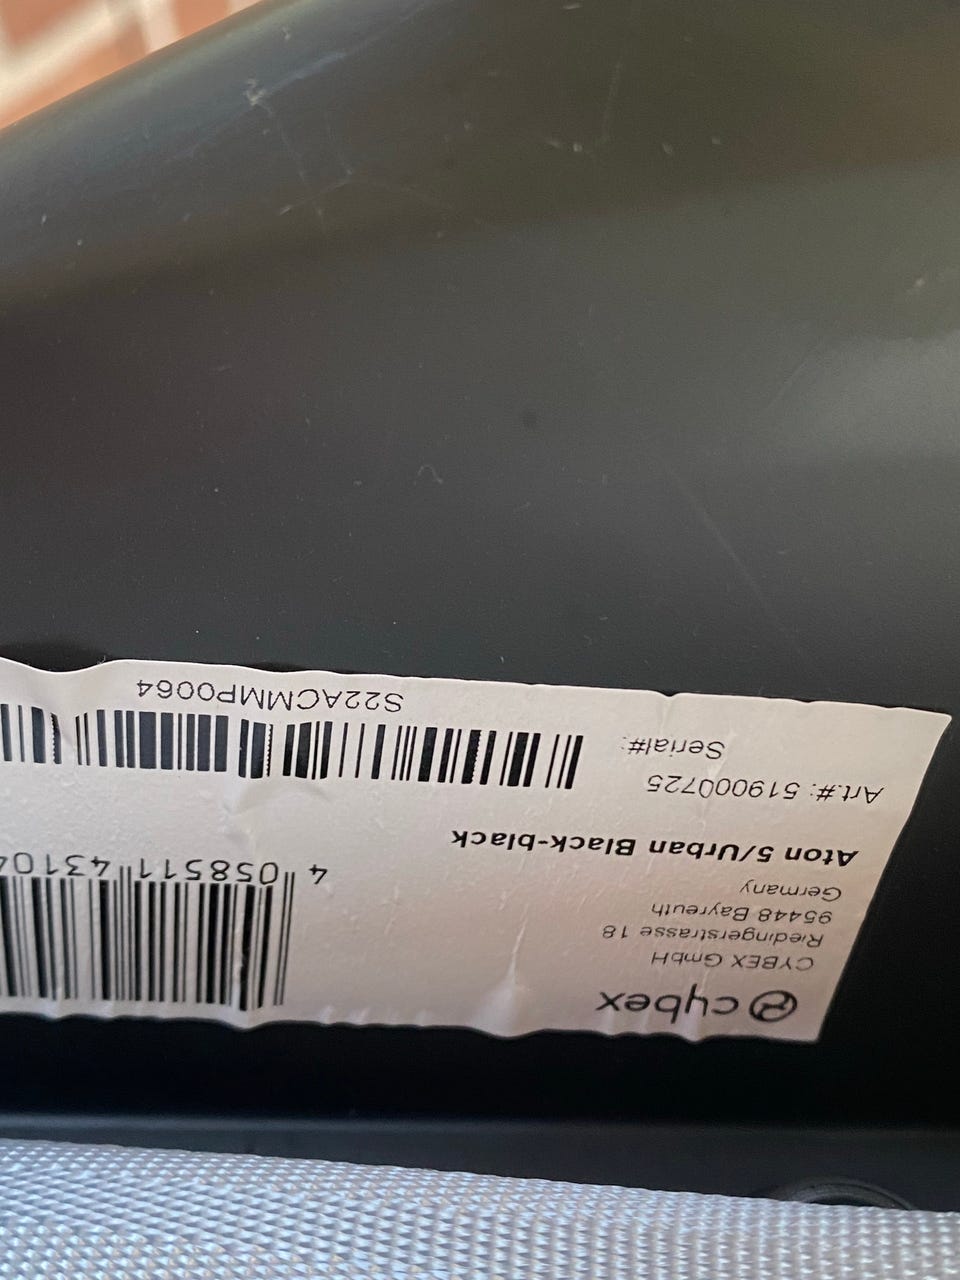 cybex
CYBEX GmbH
Riedingerstrasse 18
95448 Bayreuth
Germany
4 058511 43104
Aton 5/Urban Black-black
Art.#: 519000725
Serial#:
S22ACMMP0064